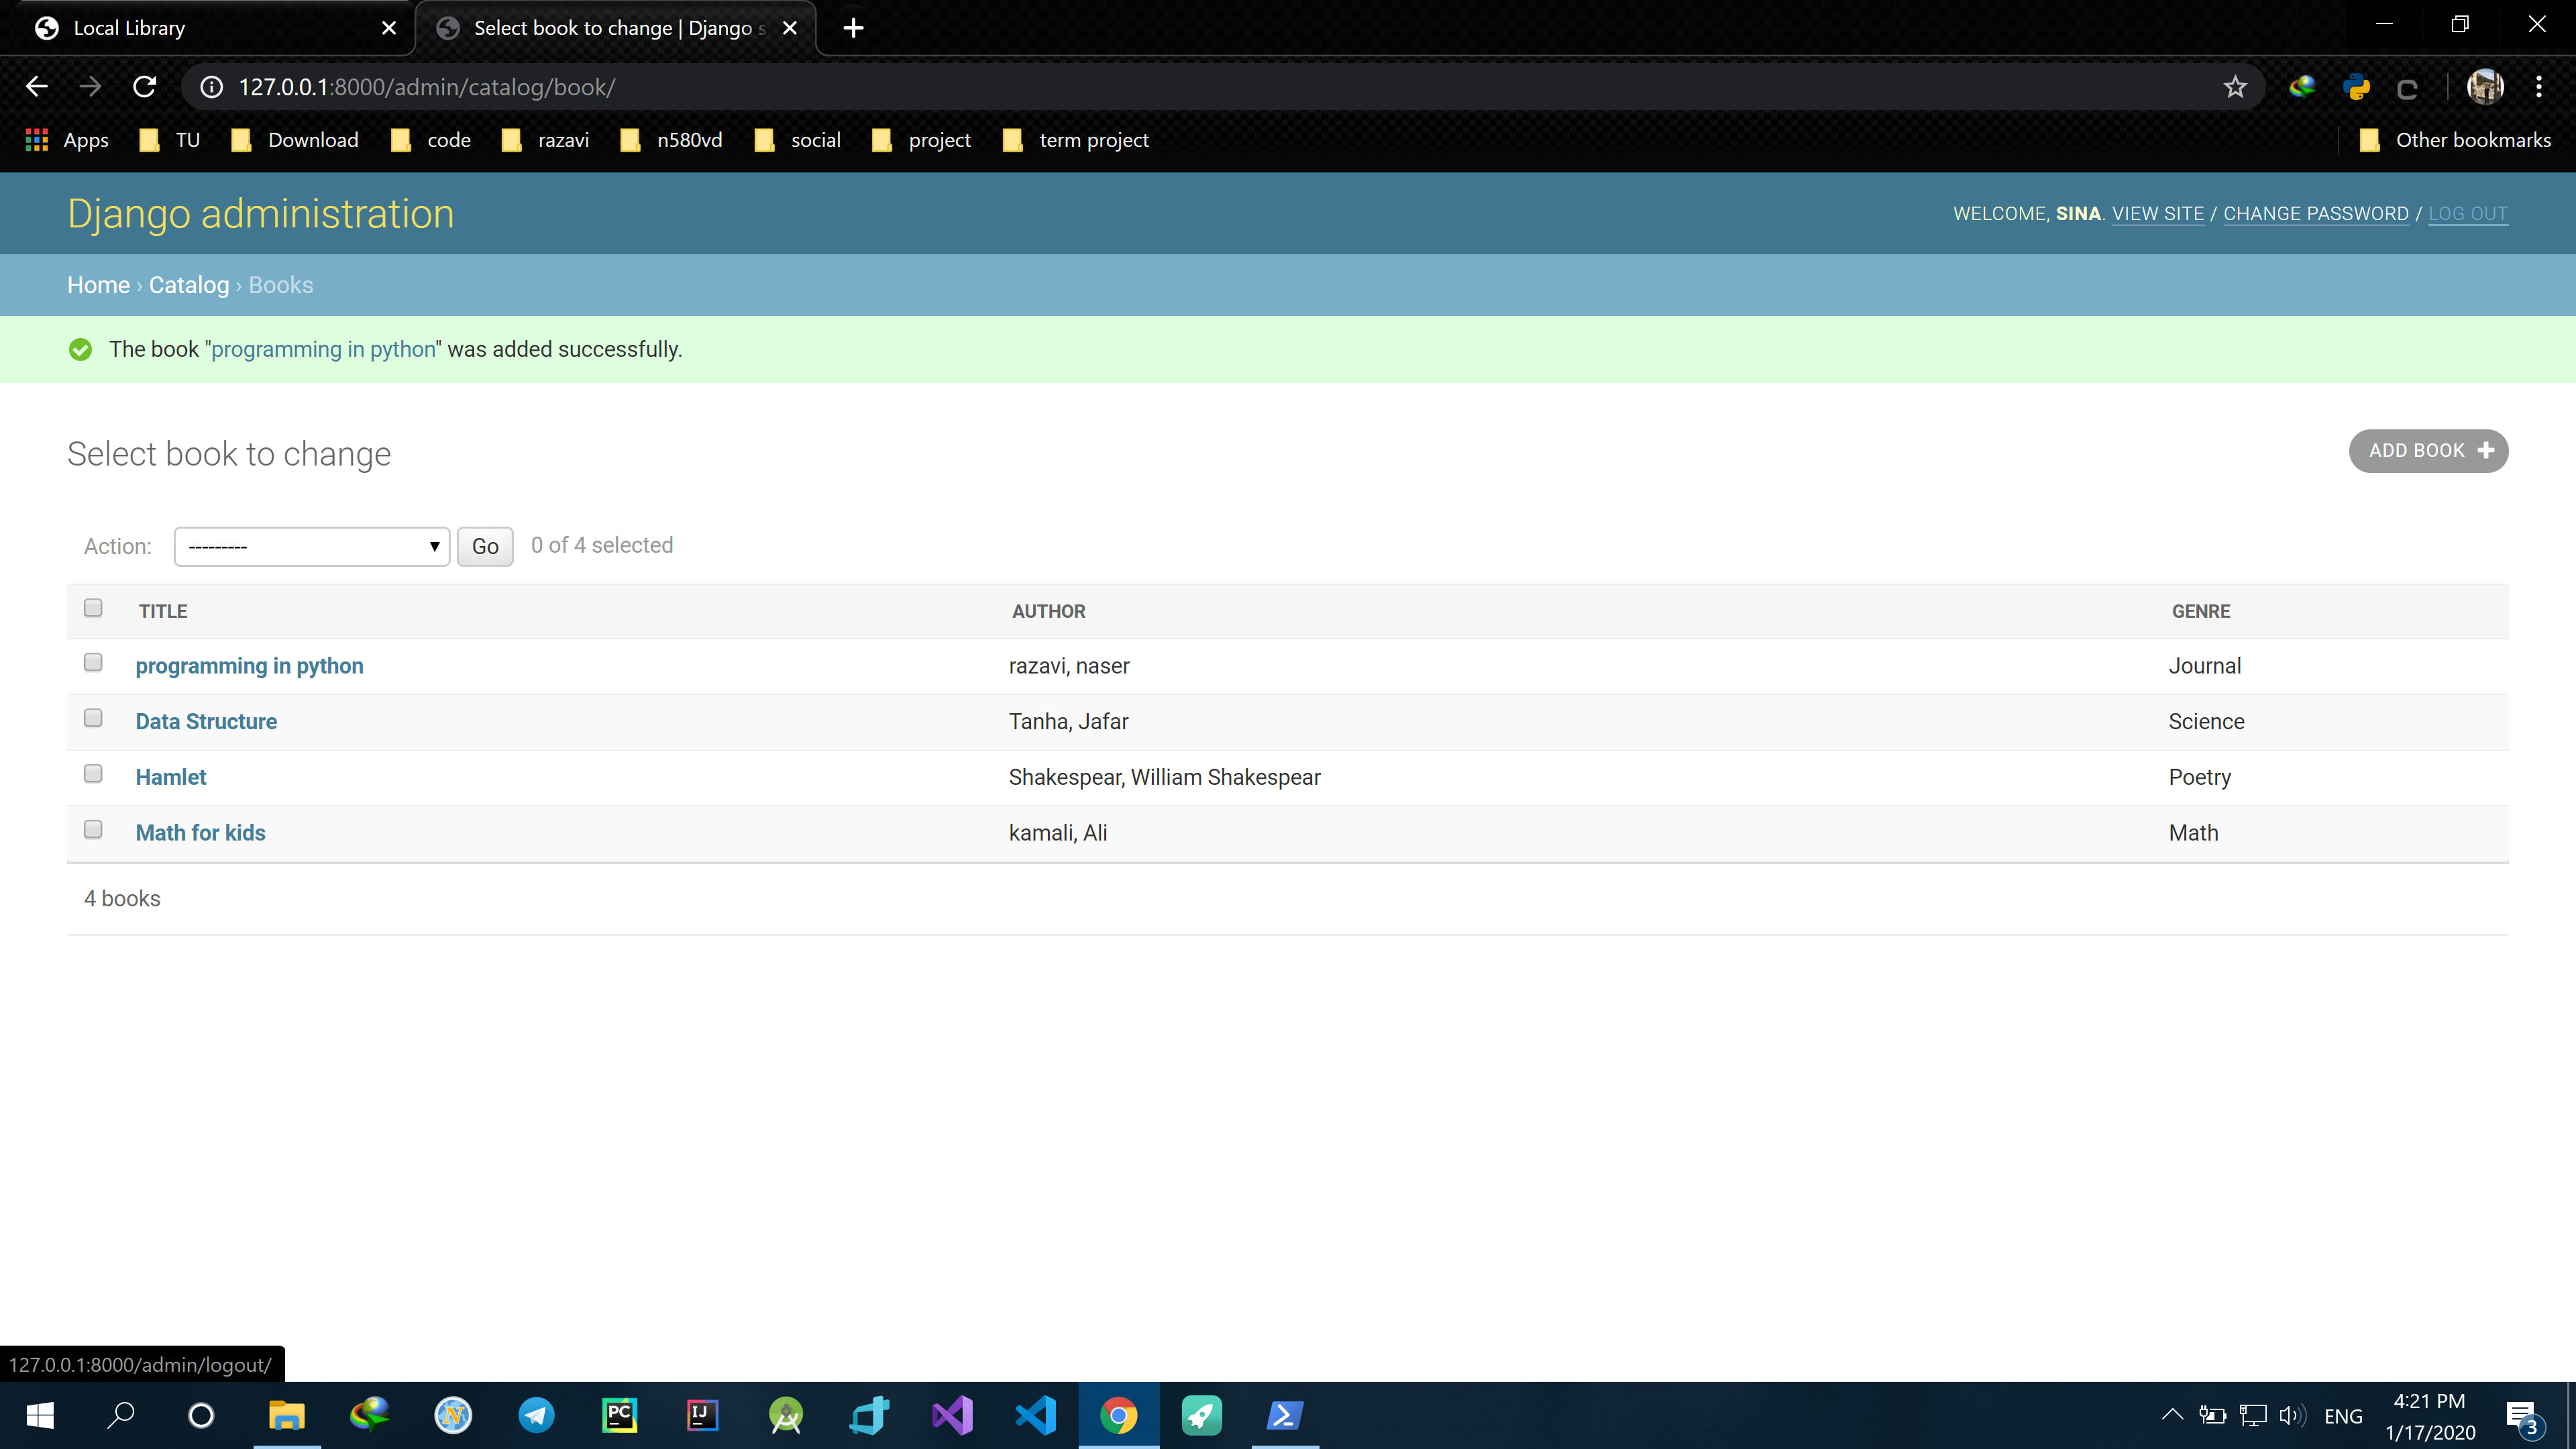 Local Library
Select book to change | Django s
127.0.0.1:8000/admin/catalog/book/
Apps TU Download code razavi n580vd social project term project Other bookmarks
Django administration
WELCOME, SINA. VIEW SITE / CHANGE PASSWORD / LOG OUT
Home › Catalog › Books
The book "programming in python" was added successfully.
Select book to change
ADD BOOK
Action: --------- Go 0 of 4 selected
TITLE AUTHOR GENRE
programming in python razavi, naser Journal
Data Structure Tanha, Jafar Science
Hamlet Shakespear, William Shakespear Poetry
Math for kids kamali, Ali Math
4 books
127.0.0.1:8000/admin/logout/
PC IJ N
ENG
4:21 PM
1/17/2020
3